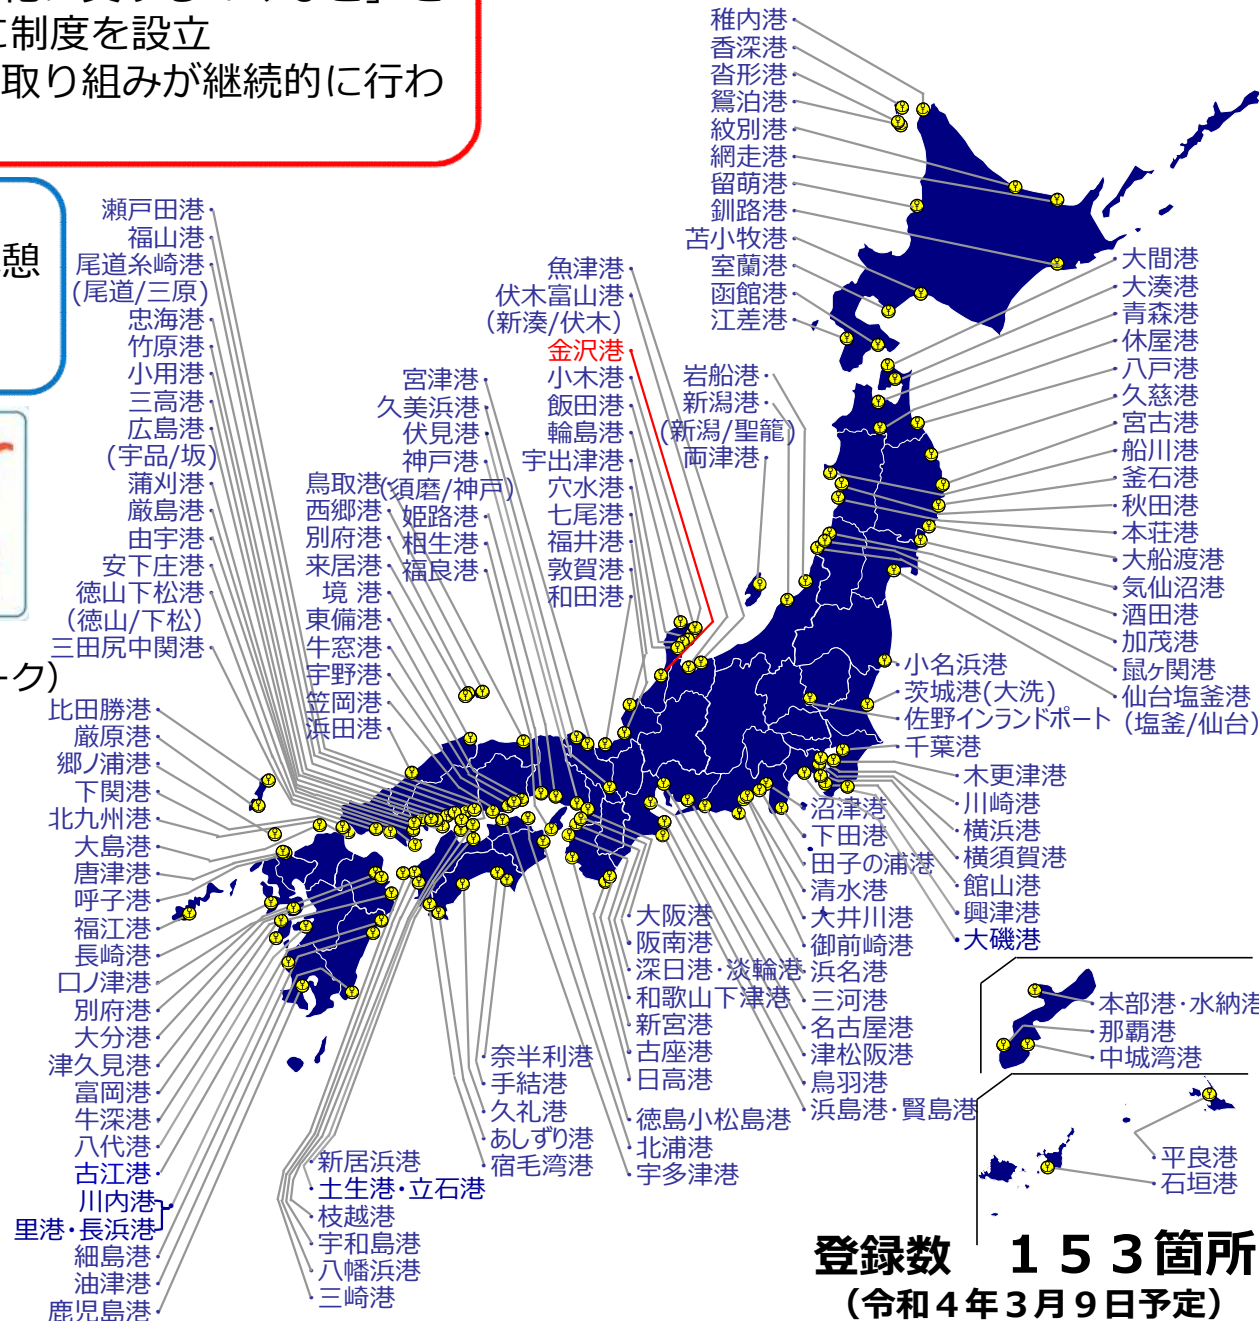 に制度を設立
取り組みが継続的に行わ
憩
ーク)
稚内港
香深港
沓形港
鴛泊港
紋別港
網走港
留萌港
釧路港
苫小牧港
室蘭港
函館港
江差港
大間港
大湊港
青森港
休屋港
八戸港
久慈港
宮古港
船川港
釜石港
秋田港
本荘港
大船渡港
気仙沼港
酒田港
加茂港
鼠ヶ関港
仙台塩釜港
(塩釜/仙台)
瀬戸田港
福山港
尾道糸崎港
(尾道/三原)
忠海港
竹原港
小用港
三高港
広島港
(宇品/坂)
蒲刈港
厳島港
由宇港
安下庄港
徳山下松港
(徳山/下松)
三田尻中関港
魚津港
伏木富山港
(新湊/伏木)
金沢港
小木港
飯田港
輪島港
宇出津港
穴水港
七尾港
福井港
敦賀港
和田港
岩船港
新潟港
(新潟/聖籠)
両津港
宮津港
久美浜港
伏見港
神戸港
(須磨/神戸)
姫路港
相生港
福良港
鳥取港
西郷港
別府港
来居港
境 港
東備港
牛窓港
宇野港
笠岡港
浜田港
小名浜港
茨城港(大洗)
佐野インランドポート
千葉港
木更津港
川崎港
横浜港
横須賀港
館山港
興津港
大磯港
沼津港
下田港
田子の浦港
清水港
大井川港
御前崎港
浜名港
三河港
名古屋港
津松阪港
鳥羽港
浜島港・賢島港
比田勝港
厳原港
郷ノ浦港
下関港
北九州港
大島港
唐津港
呼子港
福江港
長崎港
口ノ津港
別府港
大分港
津久見港
富岡港
牛深港
八代港
古江港
川内港
里港・長浜港
細島港
油津港
鹿児島港
大阪港
阪南港
深日港・淡輪港
和歌山下津港
新宮港
古座港
日高港
徳島小松島港
北浦港
宇多津港
奈半利港
手結港
久礼港
あしずり港
宿毛湾港
新居浜港
土生港・立石港
枝越港
宇和島港
八幡浜港
三崎港
本部港・水納港
那覇港
中城湾港
平良港
石垣港
登録数 １５３箇所
(令和４年３月９日予定)